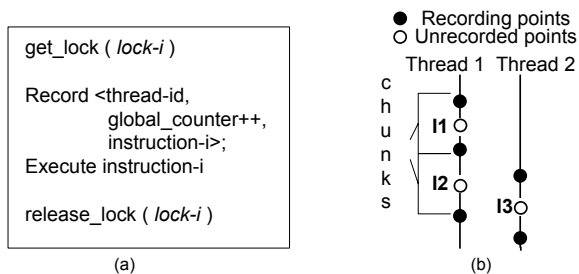 get_lock ( lock-i )
Record <thread-id,
global_counter++,
instruction-i>;
Execute instruction-i
release_lock ( lock-i )
(a)
Recording points
Unrecorded points
Thread 1 Thread 2
c
h
u
n
k
s
I1
I2
I3
(b)